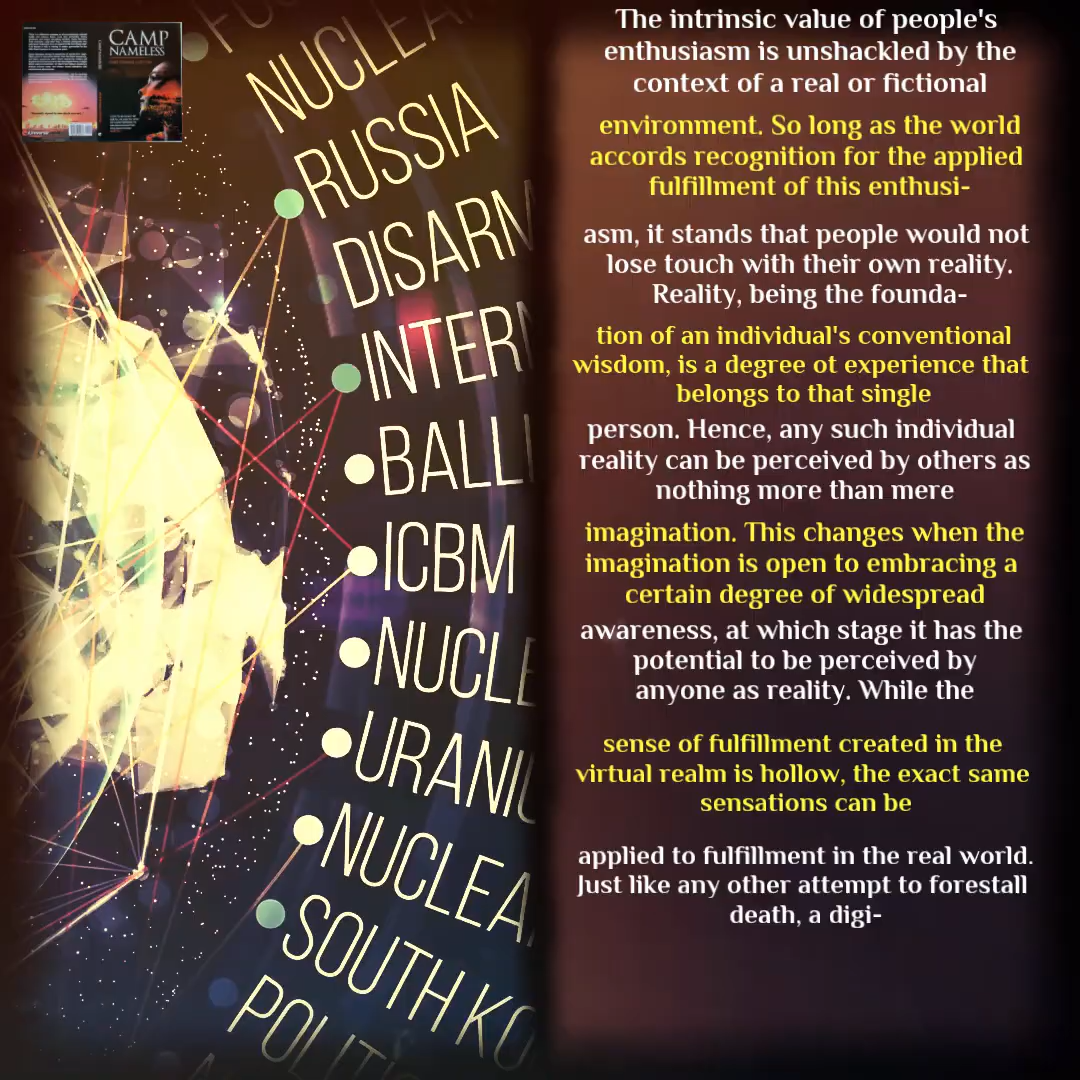 CAMP
NAMELESS
NUCLEA
RUSSIA
DISARM
INTERN
BALLI
ICBM
NUCLE
URANIU
NUCLEA
SOUTH KO
POLITI
The intrinsic value of people's
enthusiasm is unshackled by the
context of a real or fictional
environment. So long as the world
accords recognition for the applied
fulfillment of this enthusi-
asm, it stands that people would not
lose touch with their own reality.
Reality, being the founda-
tion of an individual's conventional
wisdom, is a degree ot experience that
belongs to that single
person. Hence, any such individual
reality can be perceived by others as
nothing more than mere
imagination. This changes when the
imagination is open to embracing a
certain degree of widespread
awareness, at which stage it has the
potential to be perceived by
anyone as reality. While the
sense of fulfillment created in the
virtual realm is hollow, the exact same
sensations can be
applied to fulfillment in the real world.
Just like any other attempt to forestall
death, a digi-